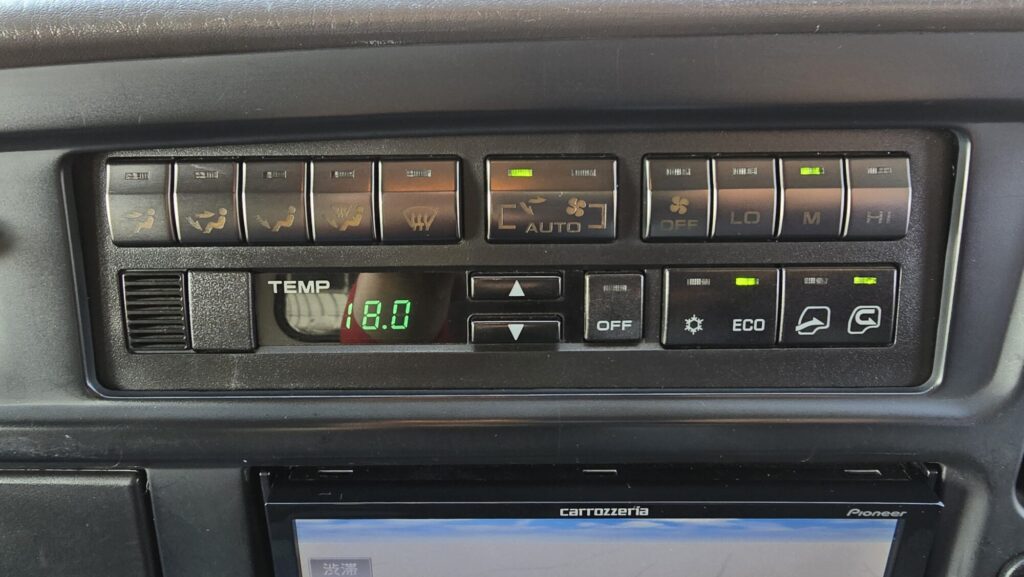 AUTO
OFF LO M Hi
TEMP 18.0
OFF
ECO
carrozzeria Pioneer
渋滞